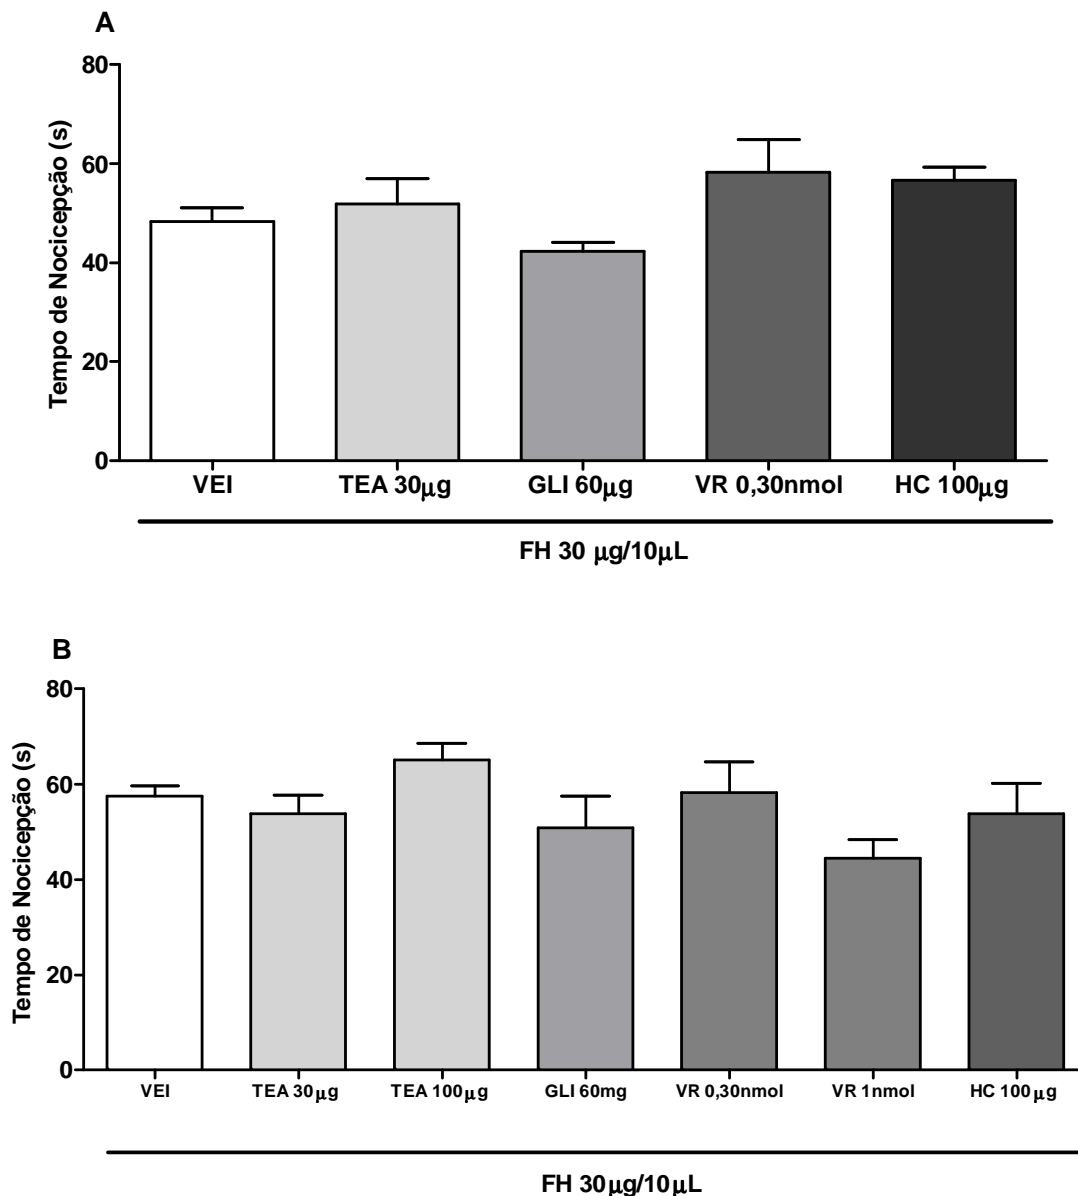 A
80
60
40
20
0
Tempo de Nocicepção (s)
VEI TEA 30µg GLI 60µg VR 0,30nmol HC 100µg
FH 30 µg/10µL
B
80
60
40
20
0
Tempo de Nocicepção (s)
VEI TEA 30µg TEA 100µg GLI 60mg VR 0,30nmol VR 1nmol HC 100µg
FH 30µg/10µL